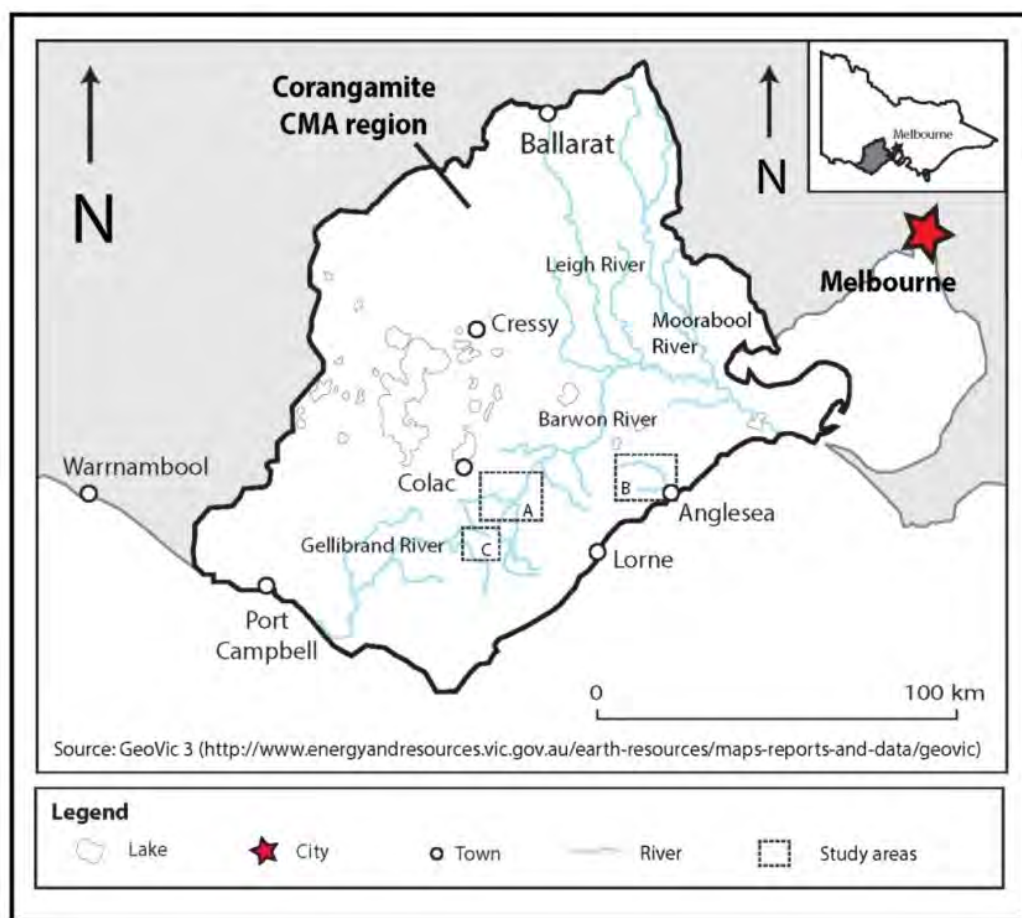 Corangamite
CMA region
N
N
Melbourne
Ballarat
Melbourne
Leigh River
Moorabool
River
Cressy
Barwon River
Warrnambool
Colac
A
B
Anglesea
Gellibrand River
C
Lorne
Port
Campbell
0 100 km
Source: GeoVic 3 (http://www.energyandresources.vic.gov.au/earth-resources/maps-reports-and-data/geovic)
Legend
Lake City Town River Study areas